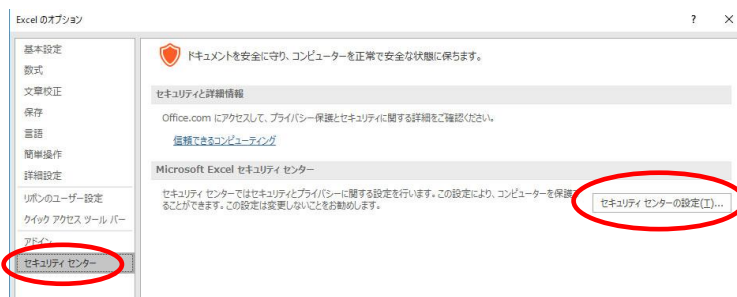 Excel のオプション
? ×
基本設定
数式
文章校正
保存
言語
簡単操作
詳細設定
リボンのユーザー設定
クイック アクセス ツール バー
アドイン
セキュリティ センター
ドキュメントを安全に守り、コンピューターを正常で安全な状態に保ちます。
セキュリティと詳細情報
Office.com にアクセスして、プライバシー保護とセキュリティに関する詳細をご確認ください。
信頼できるコンピューティング
Microsoft Excel セキュリティ センター
セキュリティ センターではセキュリティとプライバシーに関する設定を行います。この設定により、コンピューターを保護
ることができます。この設定は変更しないことをお勧めします。
セキュリティ センターの設定(T)...